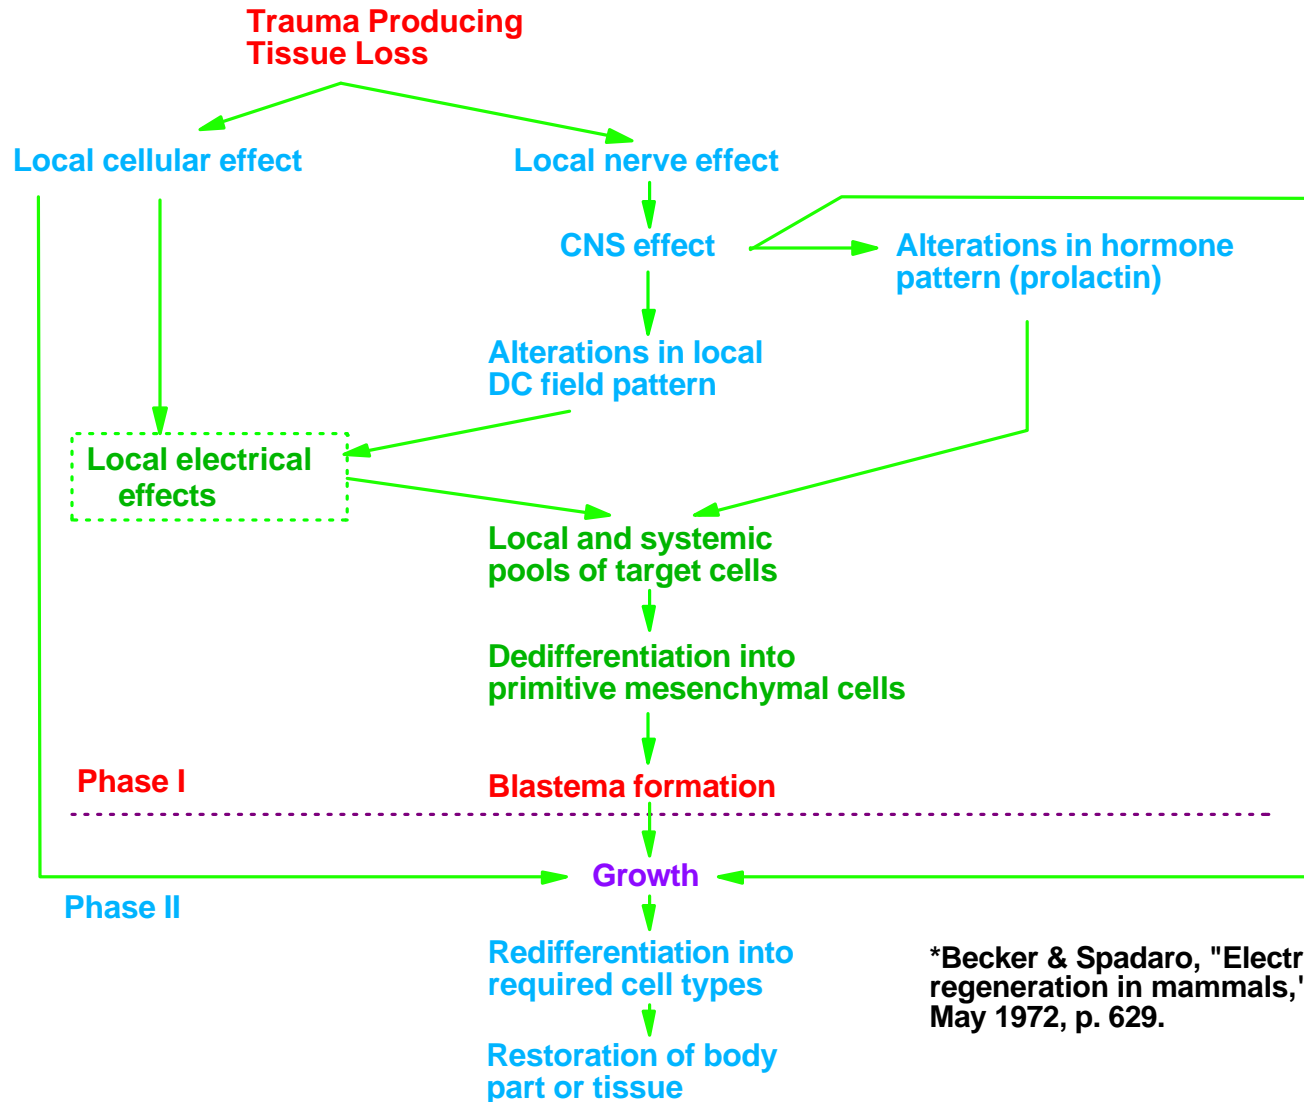 Trauma Producing
Tissue Loss
Local cellular effect
Local nerve effect
CNS effect
Alterations in hormone
pattern (prolactin)
Alterations in local
DC field pattern
Local electrical
effects
Local and systemic
pools of target cells
Dedifferentiation into
primitive mesenchymal cells
Phase I
Blastema formation
Growth
Phase II
Redifferentiation into
required cell types
*Becker & Spadaro, "Electr
regeneration in mammals,"
May 1972, p. 629.
Restoration of body
part or tissue